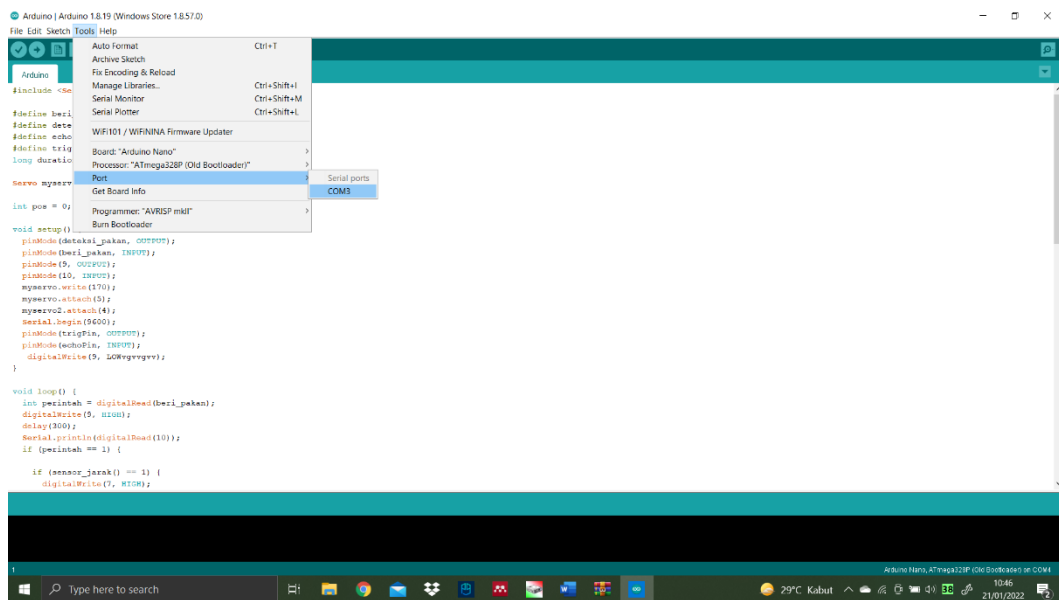 Arduino | Arduino 1.8.19 (Windows Store 1.8.57.0)
File Edit Sketch Tools Help
Auto Format Ctrl+T
Archive Sketch
Fix Encoding & Reload
Manage Libraries... Ctrl+Shift+I
Serial Monitor Ctrl+Shift+M
Serial Plotter Ctrl+Shift+L
WiFi101 / WiFiNINA Firmware Updater
Board: "Arduino Nano"
Processor: "ATmega328P (Old Bootloader)"
Port
Get Board Info
Programmer: "AVRISP mkII"
Burn Bootloader
Serial ports
COM3
Arduino
#include <Se
#define beri_
#define dete
#define echo
#define trig
long duratio
Servo myserv
int pos = 0;
void setup()
pinMode(deteksi_pakan, OUTPUT);
pinMode(beri_pakan, INPUT);
pinMode(9, OUTPUT);
pinMode(10, INPUT);
myservo.write(170);
myservo.attach(5);
myservo2.attach(4);
Serial.begin(9600);
pinMode(trigPin, OUTPUT);
pinMode(echoPin, INPUT);
digitalWrite(9, LOWvgvvgvv);
}
void loop() {
int perintah = digitalRead(beri_pakan);
digitalWrite(9, HIGH);
delay(300);
Serial.println(digitalRead(10));
if (perintah == 1) {
if (sensor_jarak() == 1) {
digitalWrite(7, HIGH);
1
Arduino Nano, ATmega328P (Old Bootloader) on COM4
Type here to search
29°C Kabut
38
10:46
21/01/2022
2